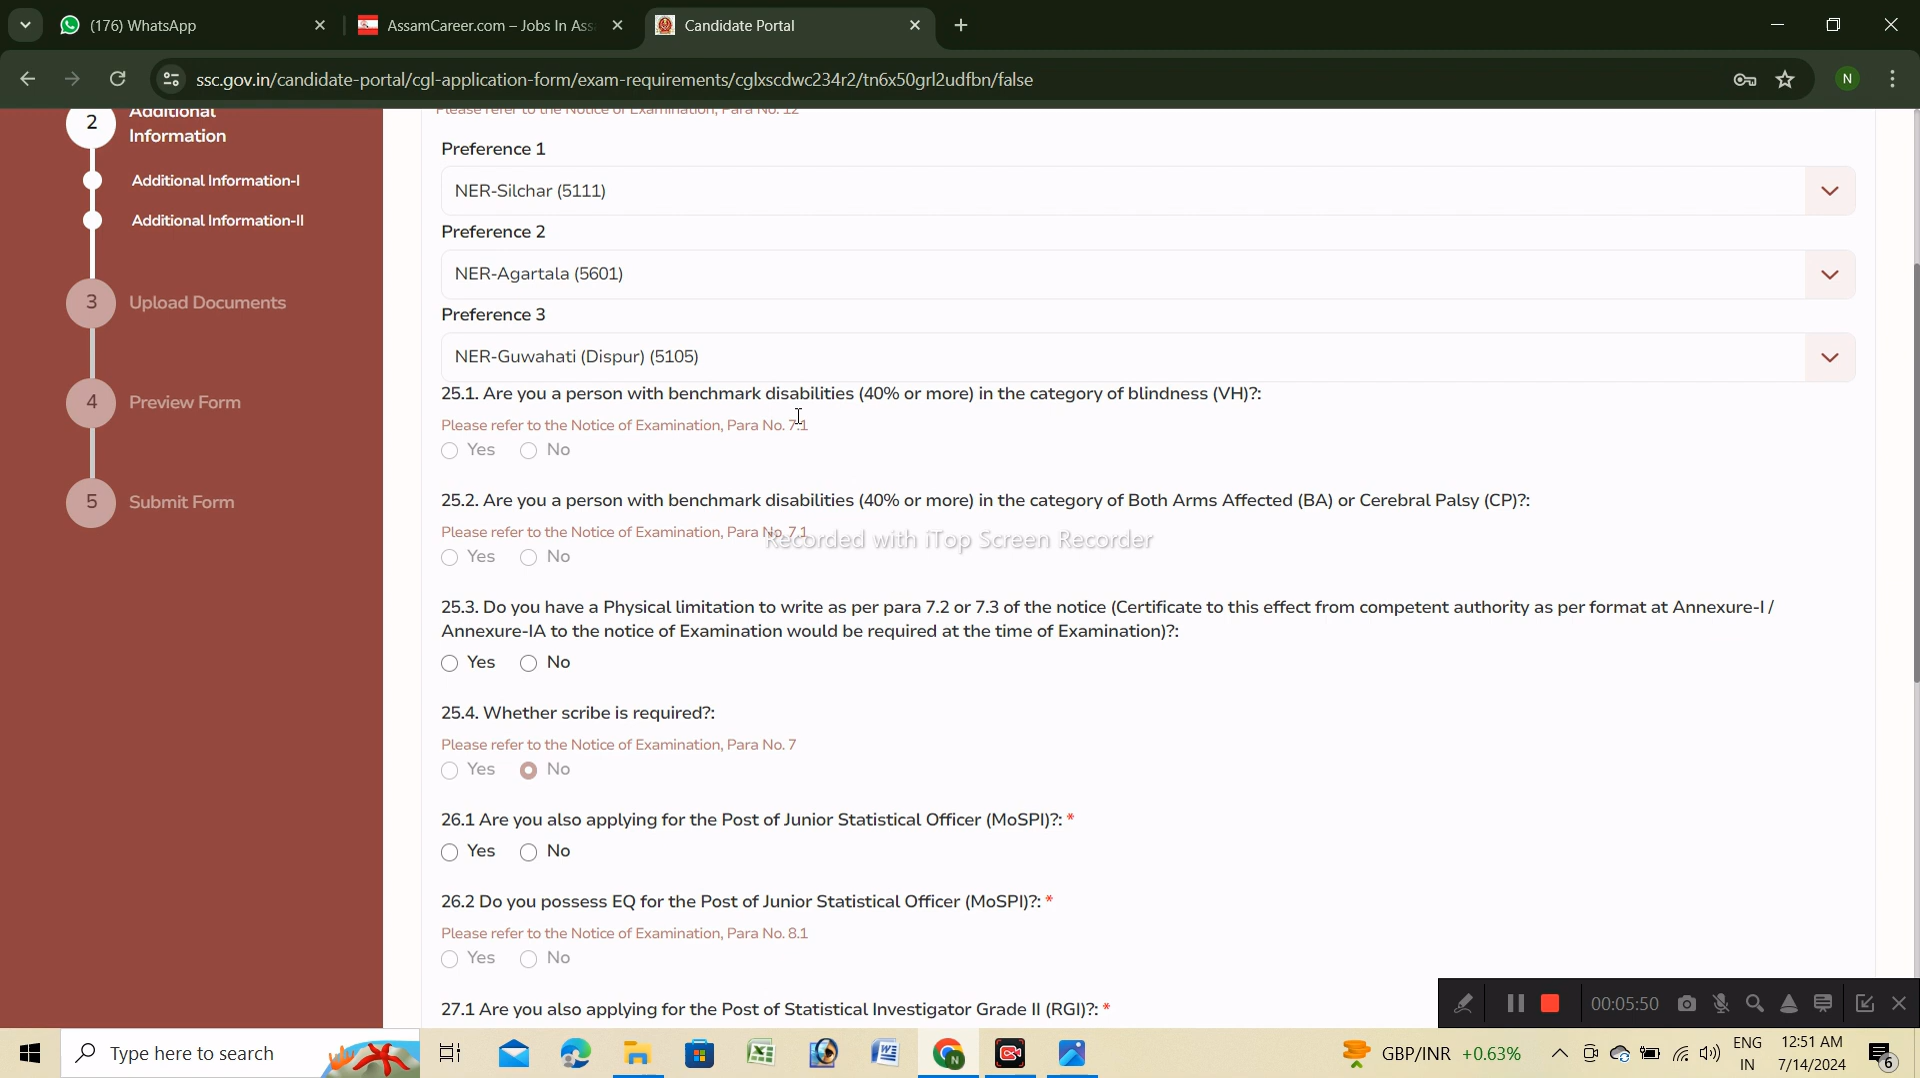 (176) WhatsApp
AssamCareer.com – Jobs In Ass
Candidate Portal
ssc.gov.in/candidate-portal/cgl-application-form/exam-requirements/cglxscdwc234r2/tn6x50grl2udfbn/false
N
2
Additional
Information
Additional Information-I
Additional Information-II
3
Upload Documents
4
Preview Form
5
Submit Form
Please refer to the Notice of Examination, Para No. 12
Preference 1
NER-Silchar (5111)
Preference 2
NER-Agartala (5601)
Preference 3
NER-Guwahati (Dispur) (5105)
25.1. Are you a person with benchmark disabilities (40% or more) in the category of blindness (VH)?:
Please refer to the Notice of Examination, Para No. 7.1
Yes No
25.2. Are you a person with benchmark disabilities (40% or more) in the category of Both Arms Affected (BA) or Cerebral Palsy (CP)?:
Please refer to the Notice of Examination, Para No. 7.1
Recorded with iTop Screen Recorder
Yes No
25.3. Do you have a Physical limitation to write as per para 7.2 or 7.3 of the notice (Certificate to this effect from competent authority as per format at Annexure-I /
Annexure-IA to the notice of Examination would be required at the time of Examination)?:
Yes No
25.4. Whether scribe is required?:
Please refer to the Notice of Examination, Para No. 7
Yes No
26.1 Are you also applying for the Post of Junior Statistical Officer (MoSPI)?: *
Yes No
26.2 Do you possess EQ for the Post of Junior Statistical Officer (MoSPI)?: *
Please refer to the Notice of Examination, Para No. 8.1
Yes No
27.1 Are you also applying for the Post of Statistical Investigator Grade II (RGI)?: *
00:05:50
Type here to search
GBP/INR +0.63%
ENG
IN
12:51 AM
7/14/2024
6